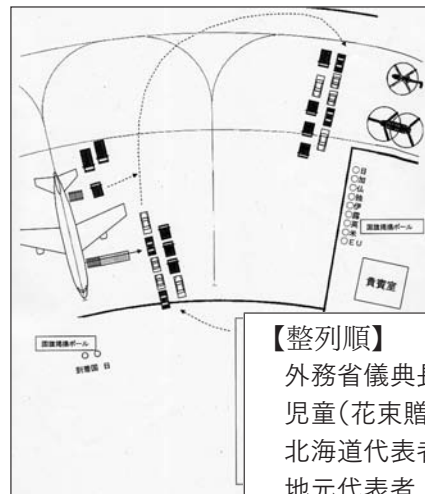 ○日
○加
○仏
○独
○伊
○露
○英
○米
○EU
国旗掲揚ポール
貴賓室
国旗掲揚ポール
到着国 日
【整列順】
外務省儀典長
児童(花束贈
北海道代表者
地元代表者